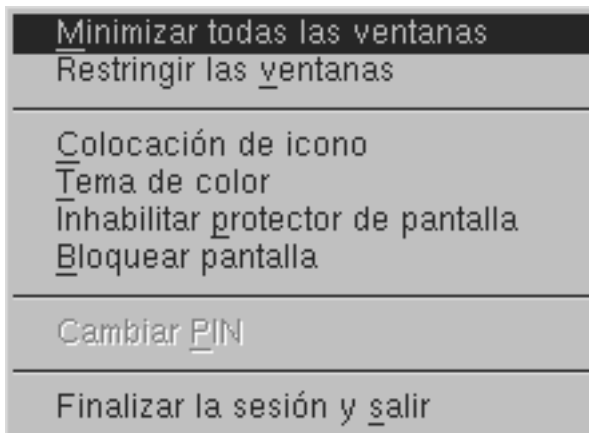 Minimizar todas las ventanas
Restringir las ventanas
Colocación de icono
Tema de color
Inhabilitar protector de pantalla
Bloquear pantalla
Cambiar PIN
Finalizar la sesión y salir